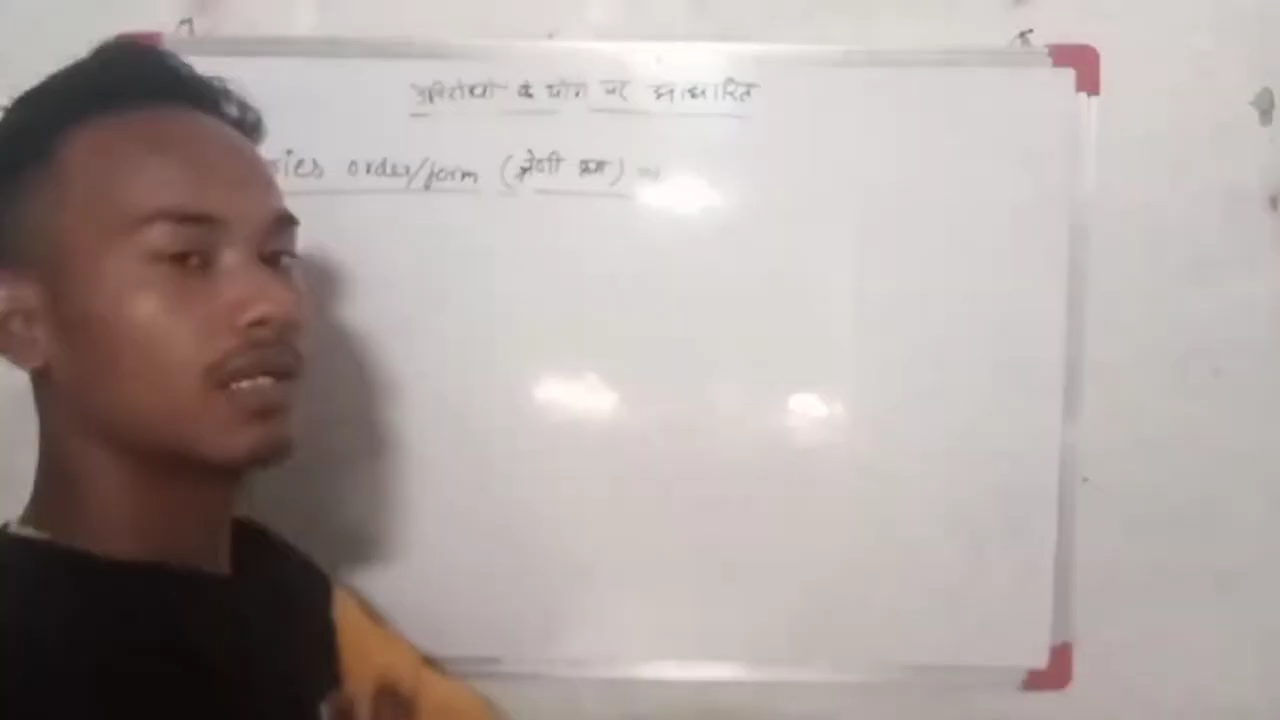 प्रतिरोधो के योग पर आधारित
ies order/form (श्रेणी क्रम)